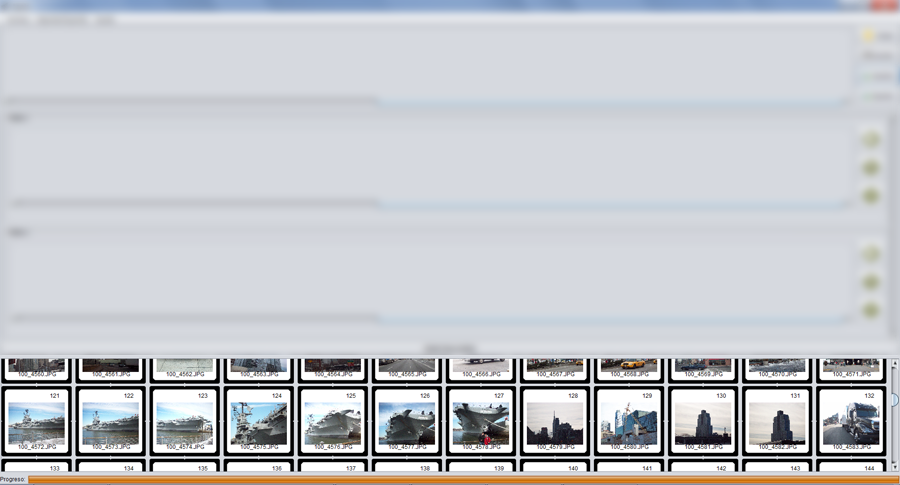 100_4560.JPG 100_4561.JPG 100_4562.JPG 100_4563.JPG 100_4564.JPG 100_4565.JPG 100_4566.JPG 100_4567.JPG 100_4568.JPG 100_4569.JPG 100_4570.JPG 100_4571.JPG
121 122 123 124 125 126 127 128 129 130 131 132
100_4572.JPG 100_4573.JPG 100_4574.JPG 100_4575.JPG 100_4576.JPG 100_4577.JPG 100_4578.JPG 100_4579.JPG 100_4580.JPG 100_4581.JPG 100_4582.JPG 100_4583.JPG
133 134 135 136 137 138 139 140 141 142 143 144
Progreso: